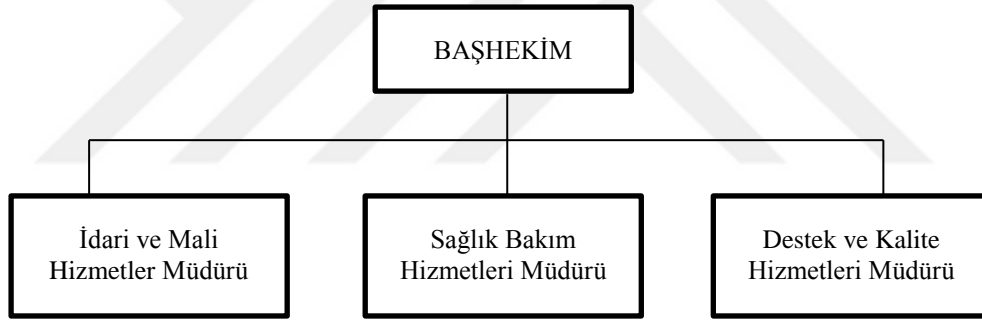 BAŞHEKİM
İdari ve Mali
Hizmetler Müdürü
Sağlık Bakım
Hizmetleri Müdürü
Destek ve Kalite
Hizmetleri Müdürü